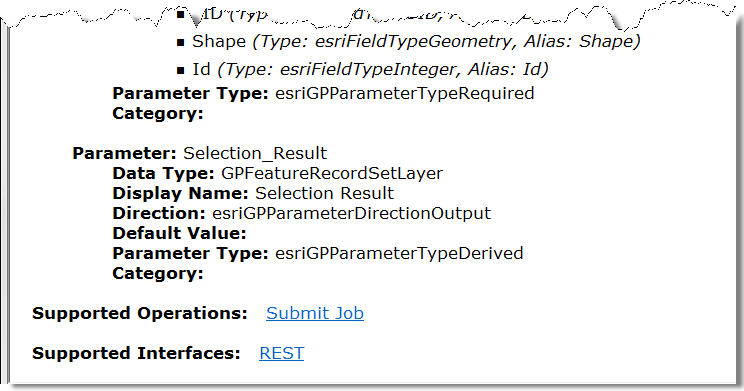 Shape (Type: esriFieldTypeGeometry, Alias: Shape)
Id (Type: esriFieldTypeInteger, Alias: Id)
Parameter Type: esriGPParameterTypeRequired
Category:
Parameter: Selection_Result
Data Type: GPFeatureRecordSetLayer
Display Name: Selection Result
Direction: esriGPParameterDirectionOutput
Default Value:
Parameter Type: esriGPParameterTypeDerived
Category:
Supported Operations: Submit Job
Supported Interfaces: REST